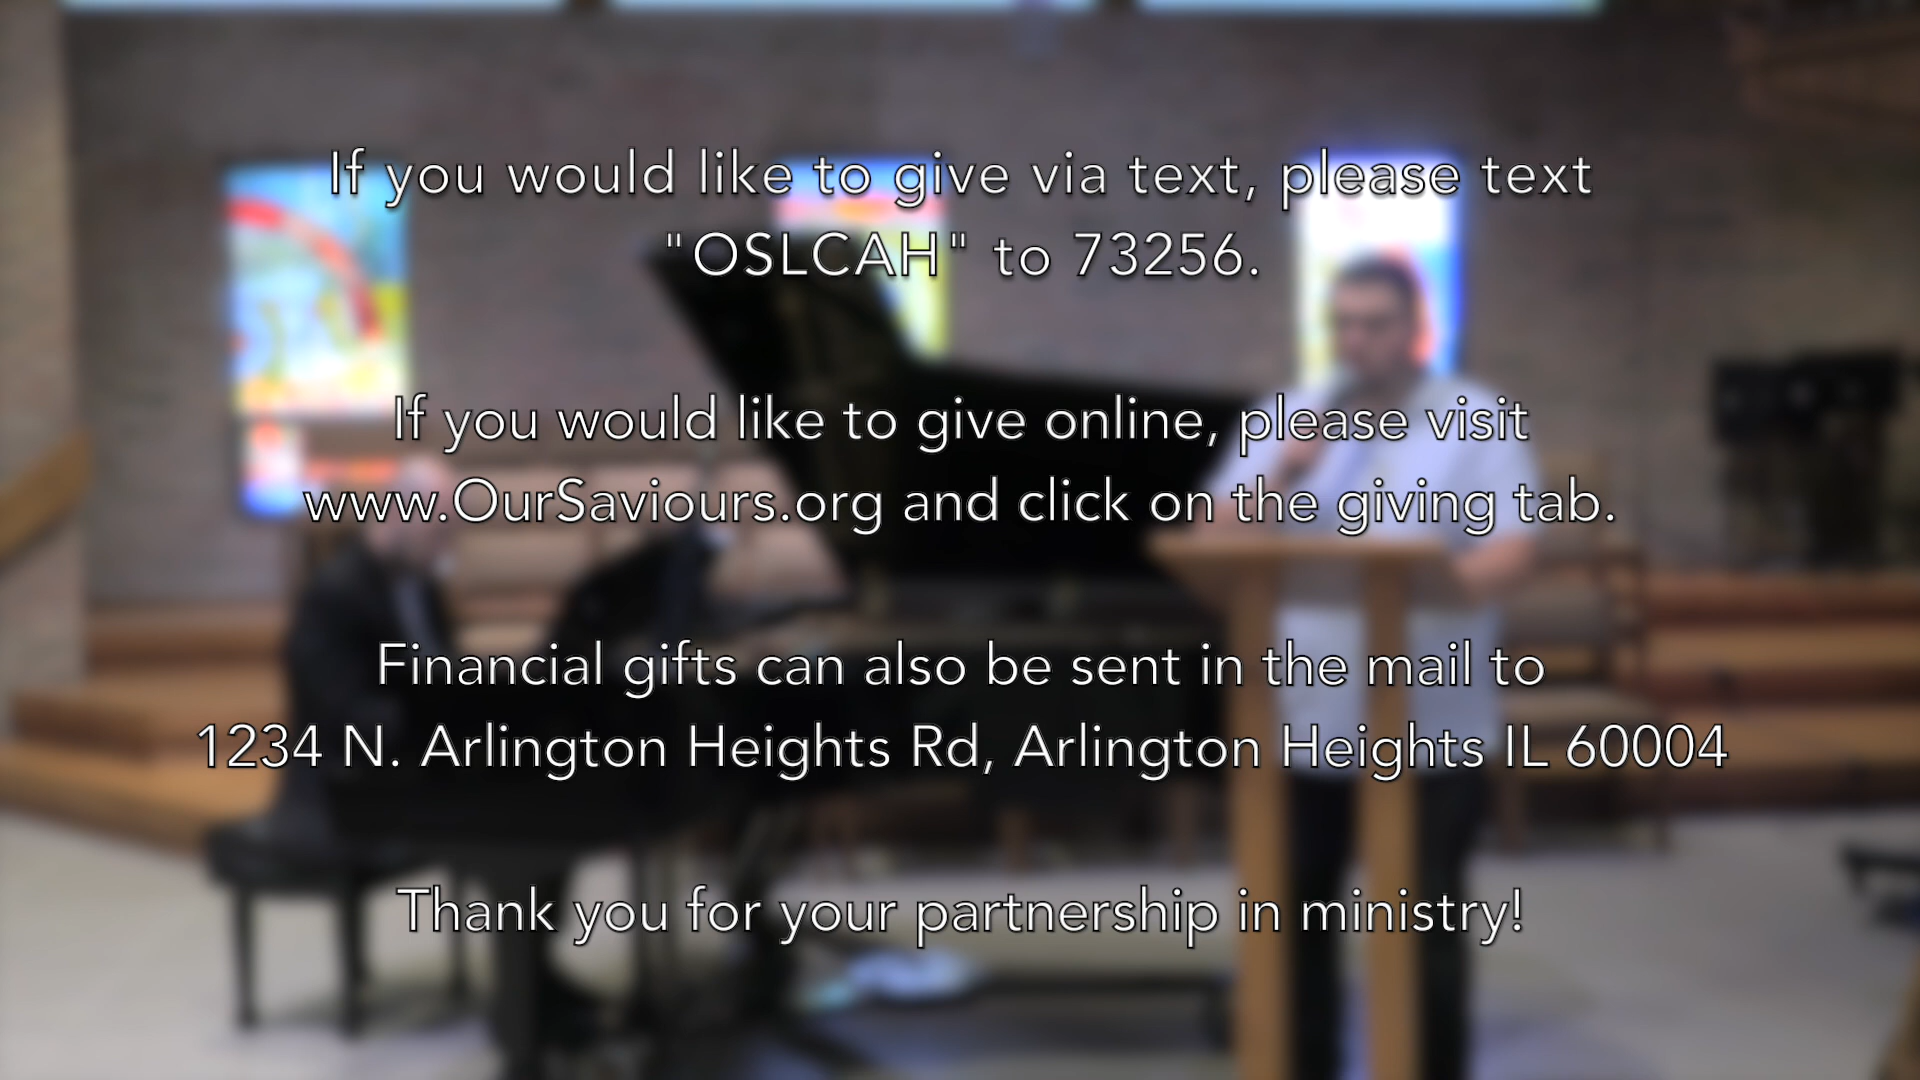 If you would like to give via text, please text
"OSLCAH" to 73256.
If you would like to give online, please visit
www.OurSaviours.org and click on the giving tab.
Financial gifts can also be sent in the mail to
1234 N. Arlington Heights Rd, Arlington Heights IL 60004
Thank you for your partnership in ministry!